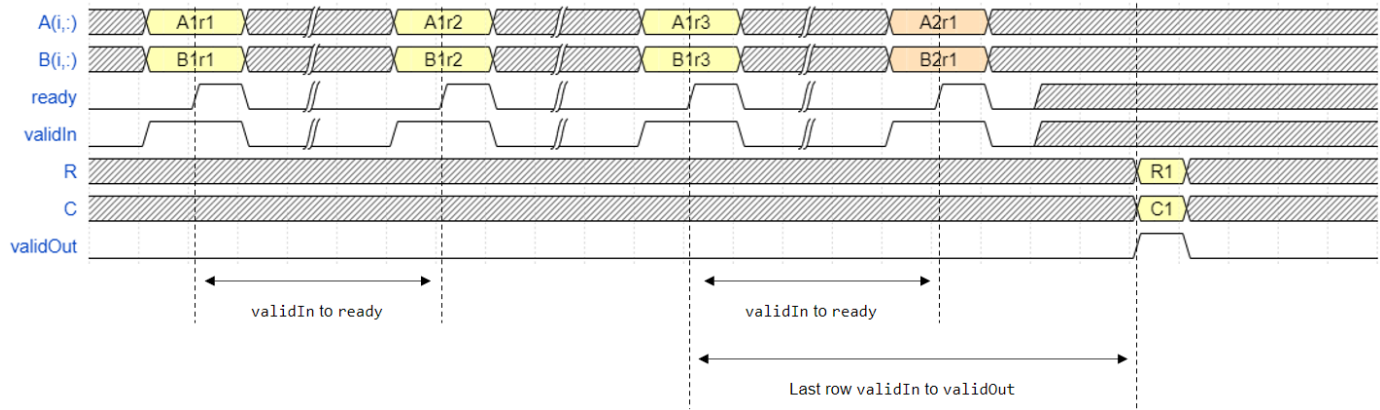 A(i,:) A1r1 A1r2 A1r3 A2r1
B(i,:) B1r1 B1r2 B1r3 B2r1
ready
validIn
R R1
C C1
validOut
validIn to ready validIn to ready
Last row validIn to validOut